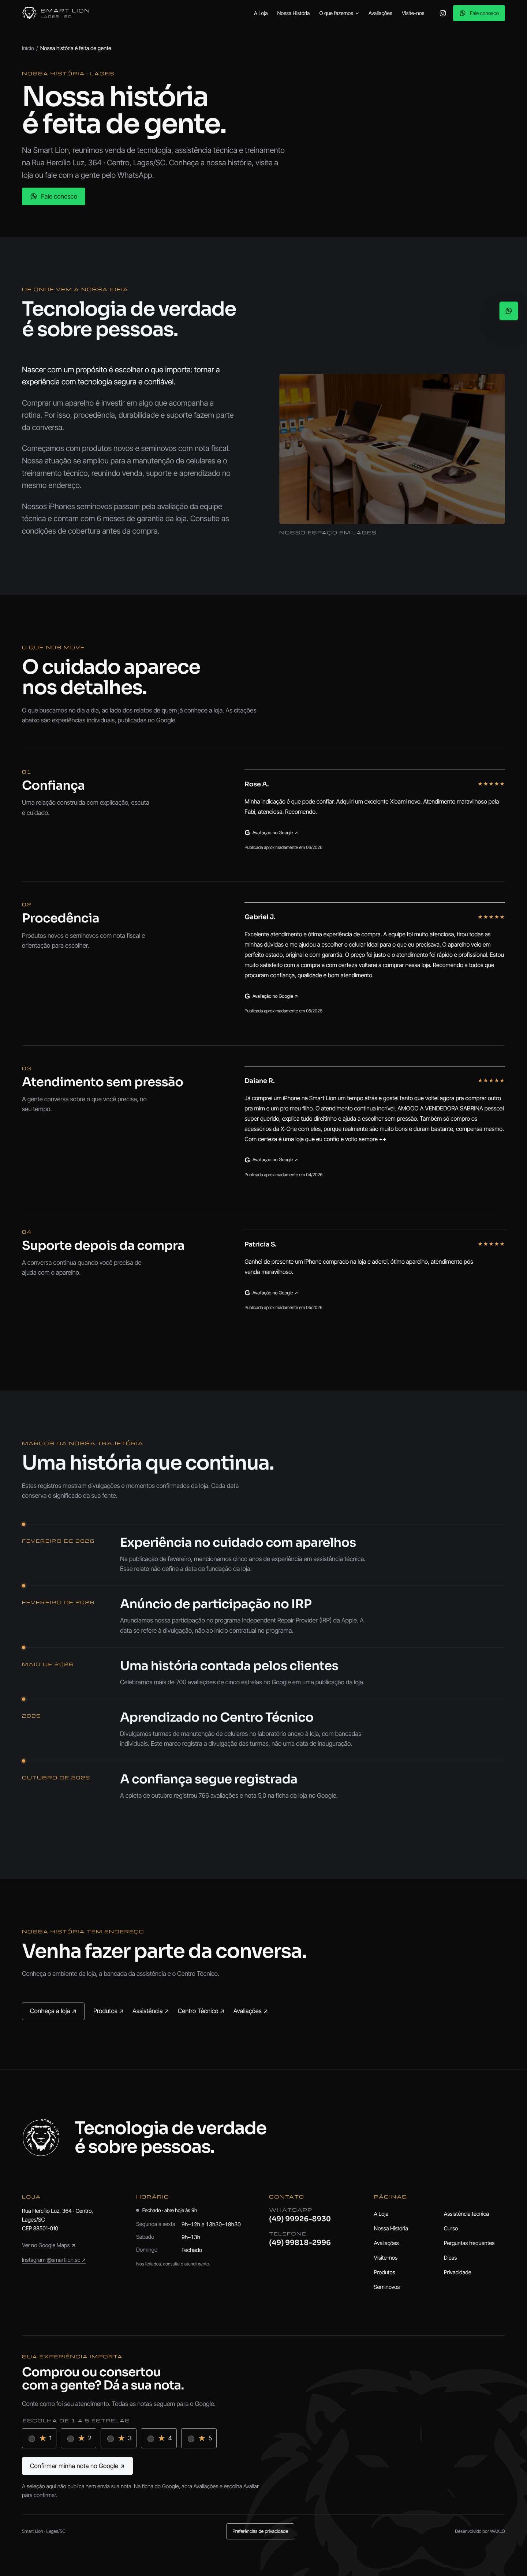 SMART LION
LAGES · SC
A Loja
Nossa História
O que fazemos
Avaliações
Visite-nos
Fale conosco
Início / Nossa história é feita de gente.
NOSSA HISTÓRIA · LAGES
Nossa história
é feita de gente.
Na Smart Lion, reunimos venda de tecnologia, assistência técnica e treinamento
na Rua Hercílio Luz, 364 · Centro, Lages/SC. Conheça a nossa história, visite a
loja ou fale com a gente pelo WhatsApp.
Fale conosco
DE ONDE VEM A NOSSA IDEIA
Tecnologia de verdade
é sobre pessoas.
Nascer com um propósito é escolher o que importa: tornar a
experiência com tecnologia segura e confiável.
Comprar um aparelho é investir em algo que acompanha a
rotina. Por isso, procedência, durabilidade e suporte fazem parte
da conversa.
Começamos com produtos novos e seminovos com nota fiscal.
Nossa atuação se ampliou para a manutenção de celulares e o
treinamento técnico, reunindo venda, suporte e aprendizado no
mesmo endereço.
Nossos iPhones seminovos passam pela avaliação da equipe
técnica e contam com 6 meses de garantia da loja. Consulte as
condições de cobertura antes da compra.
NOSSO ESPAÇO EM LAGES.
O QUE NOS MOVE
O cuidado aparece
nos detalhes.
O que buscamos no dia a dia, ao lado dos relatos de quem já conhece a loja. As citações
abaixo são experiências individuais, publicadas no Google.
01
Confiança
Uma relação construída com explicação, escuta
e cuidado.
Rose A.
★★★★★
Minha indicação é que pode confiar. Adquiri um excelente Xioami novo. Atendimento maravilhoso pela
Fabi, atenciosa. Recomendo.
G Avaliação no Google ↗
Publicada aproximadamente em 06/2026
02
Procedência
Produtos novos e seminovos com nota fiscal e
orientação para escolher.
Gabriel J.
★★★★★
Excelente atendimento e ótima experiência de compra. A equipe foi muito atenciosa, tirou todas as
minhas dúvidas e me ajudou a escolher o celular ideal para o que eu precisava. O aparelho veio em
perfeito estado, original e com garantia. O preço foi justo e o atendimento foi rápido e profissional. Estou
muito satisfeito com a compra e com certeza voltarei a comprar nessa loja. Recomendo a todos que
procuram confiança, qualidade e bom atendimento.
G Avaliação no Google ↗
Publicada aproximadamente em 05/2026
03
Atendimento sem pressão
A gente conversa sobre o que você precisa, no
seu tempo.
Daiane R.
★★★★★
Já comprei um iPhone na Smart Lion um tempo atrás e gostei tanto que voltei agora pra comprar outro
pra mim e um pro meu filho. O atendimento continua incrível, AMOOO A VENDEDORA SABRINA pessoal
super querido, explica tudo direitinho e ajuda a escolher sem pressão. Também só compro os
acessórios da X-One com eles, porque realmente são muito bons e duram bastante, compensa mesmo.
Com certeza é uma loja que eu confio e volto sempre ++
G Avaliação no Google ↗
Publicada aproximadamente em 04/2026
04
Suporte depois da compra
A conversa continua quando você precisa de
ajuda com o aparelho.
Patricia S.
★★★★★
Ganhei de presente um iPhone comprado na loja e adorei, ótimo aparelho, atendimento pós
venda maravilhoso.
G Avaliação no Google ↗
Publicada aproximadamente em 05/2026
MARCOS DA NOSSA TRAJETÓRIA
Uma história que continua.
Estes registros mostram divulgações e momentos confirmados da loja. Cada data
conserva o significado da sua fonte.
FEVEREIRO DE 2026
Experiência no cuidado com aparelhos
Na publicação de fevereiro, mencionamos cinco anos de experiência em assistência técnica.
Esse relato não define a data de fundação da loja.
FEVEREIRO DE 2026
Anúncio de participação no IRP
Anunciamos nossa participação no programa Independent Repair Provider (IRP) da Apple. A
data se refere à divulgação, não ao início contratual no programa.
MAIO DE 2026
Uma história contada pelos clientes
Celebramos mais de 700 avaliações de cinco estrelas no Google em uma publicação da loja.
2026
Aprendizado no Centro Técnico
Divulgamos turmas de manutenção de celulares no laboratório anexo à loja, com bancadas
individuais. Este marco registra a divulgação das turmas, não uma data de inauguração.
OUTUBRO DE 2026
A confiança segue registrada
A coleta de outubro registrou 766 avaliações e nota 5,0 na ficha da loja no Google.
NOSSA HISTÓRIA TEM ENDEREÇO
Venha fazer parte da conversa.
Conheça o ambiente da loja, a bancada da assistência e o Centro Técnico.
Conheça a loja ↗
Produtos ↗
Assistência ↗
Centro Técnico ↗
Avaliações ↗
SMART LION
Tecnologia de verdade
é sobre pessoas.
LOJA
Rua Hercílio Luz, 364 · Centro,
Lages/SC
CEP 88501-010
Ver no Google Maps ↗
Instagram @smartlion.sc ↗
HORÁRIO
Fechado · abre hoje às 9h
Segunda a sexta 9h–12h e 13h30–18h30
Sábado 9h–13h
Domingo Fechado
Nos feriados, consulte o atendimento.
CONTATO
WHATSAPP
(49) 99926-8930
TELEFONE
(49) 99818-2996
PÁGINAS
A Loja
Nossa História
Avaliações
Visite-nos
Produtos
Seminovos
Assistência técnica
Curso
Perguntas frequentes
Dicas
Privacidade
SUA EXPERIÊNCIA IMPORTA
Comprou ou consertou
com a gente? Dá a sua nota.
Conte como foi seu atendimento. Todas as notas seguem para o Google.
ESCOLHA DE 1 A 5 ESTRELAS
★ 1
★ 2
★ 3
★ 4
★ 5
Confirmar minha nota no Google ↗
A seleção aqui não publica nem envia sua nota. Na ficha do Google, abra Avaliações e escolha Avaliar
para confirmar.
Smart Lion · Lages/SC
Preferências de privacidade
Desenvolvido por WAXLD